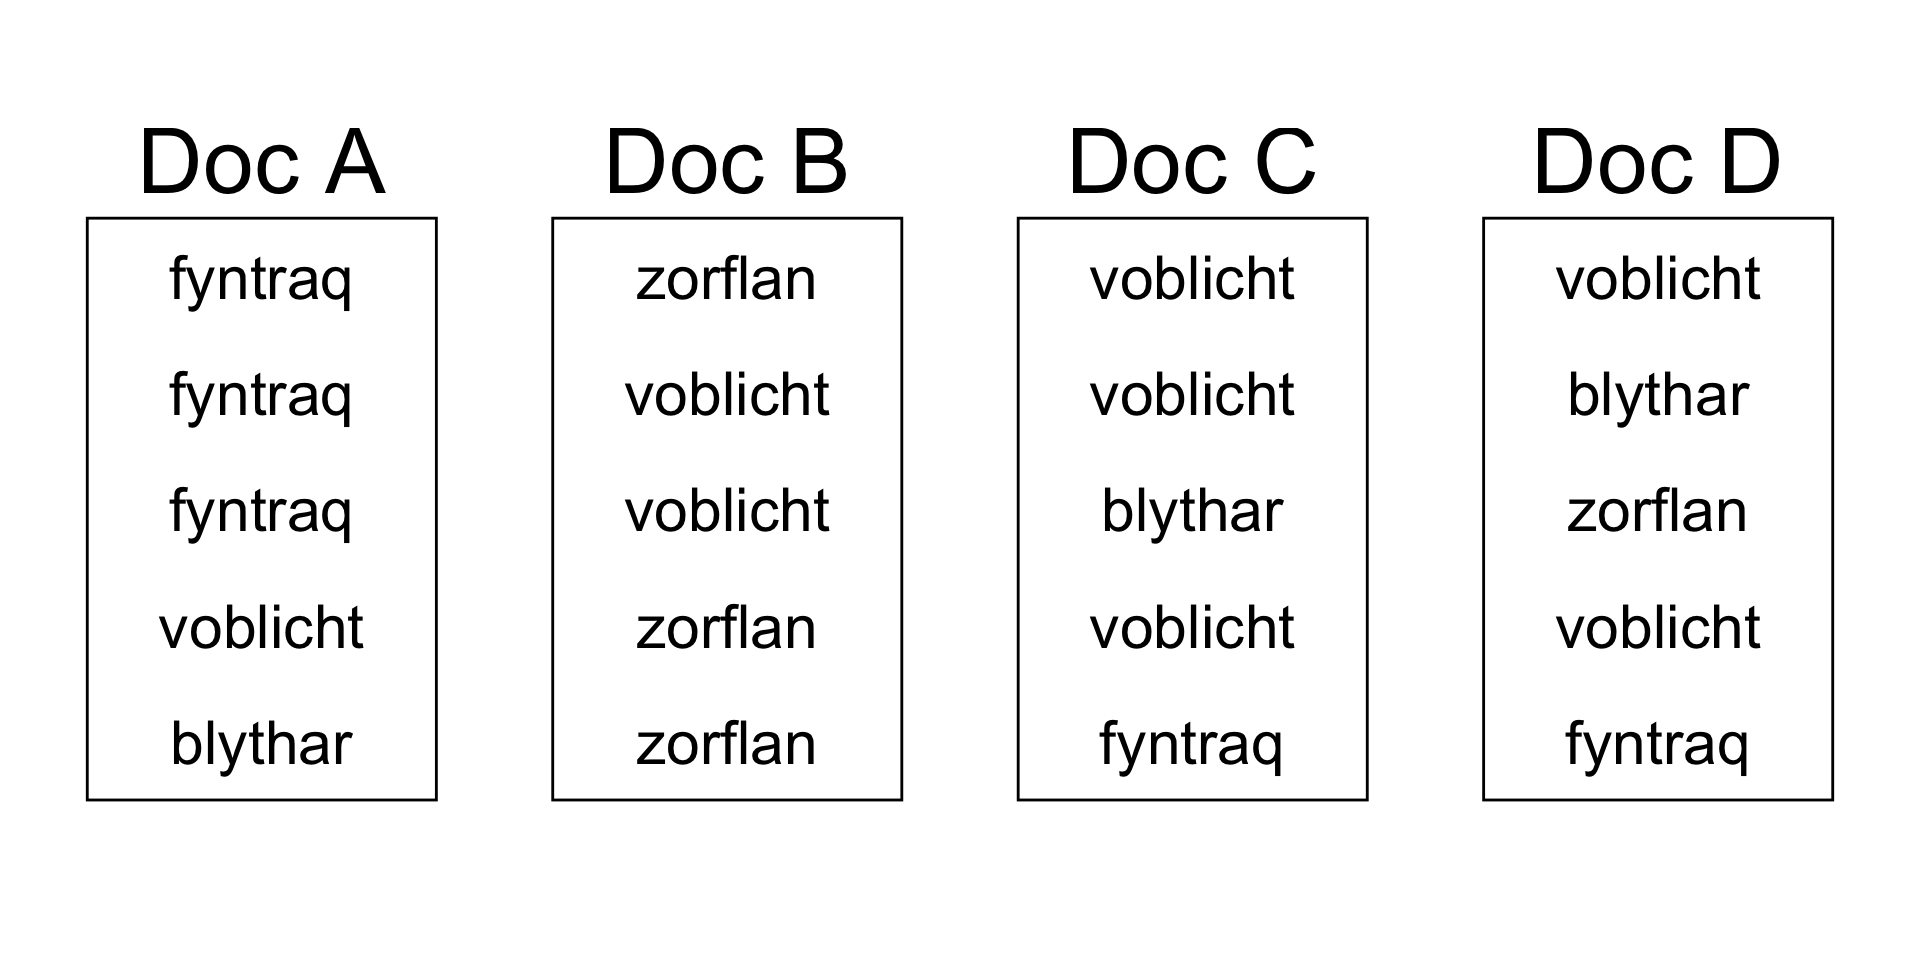 Doc A
fyntraq
fyntraq
fyntraq
voblicht
blythar
Doc B
zorflan
voblicht
voblicht
zorflan
zorflan
Doc C
voblicht
voblicht
blythar
voblicht
fyntraq
Doc D
voblicht
blythar
zorflan
voblicht
fyntraq